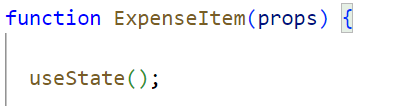 function ExpenseItem(props) {
useState();